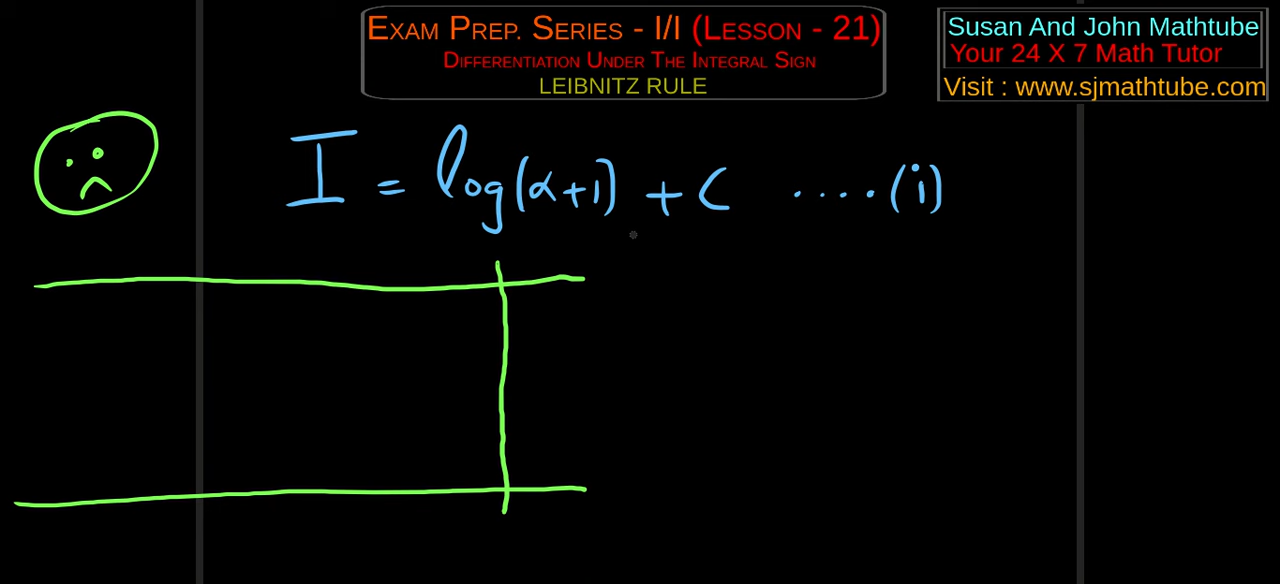 EXAM PREP. SERIES - I/I (LESSON - 21)
DIFFERENTIATION UNDER THE INTEGRAL SIGN
LEIBNITZ RULE
Susan And John Mathtube
Your 24 X 7 Math Tutor
Visit : www.sjmathtube.com
I = log(α+1) + C ....(i)